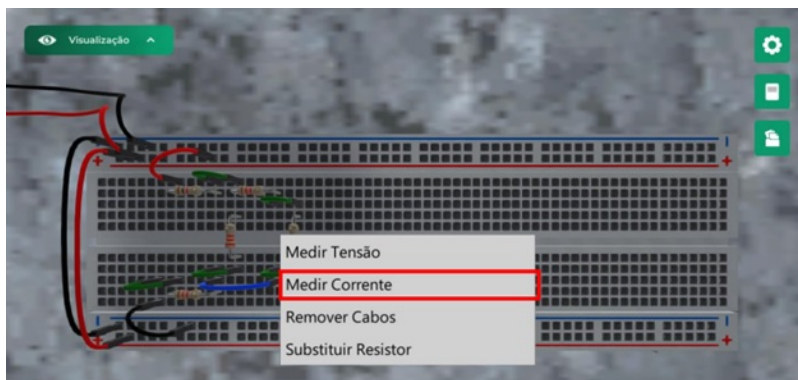 Visualização
Medir Tensão
Medir Corrente
Remover Cabos
Substituir Resistor